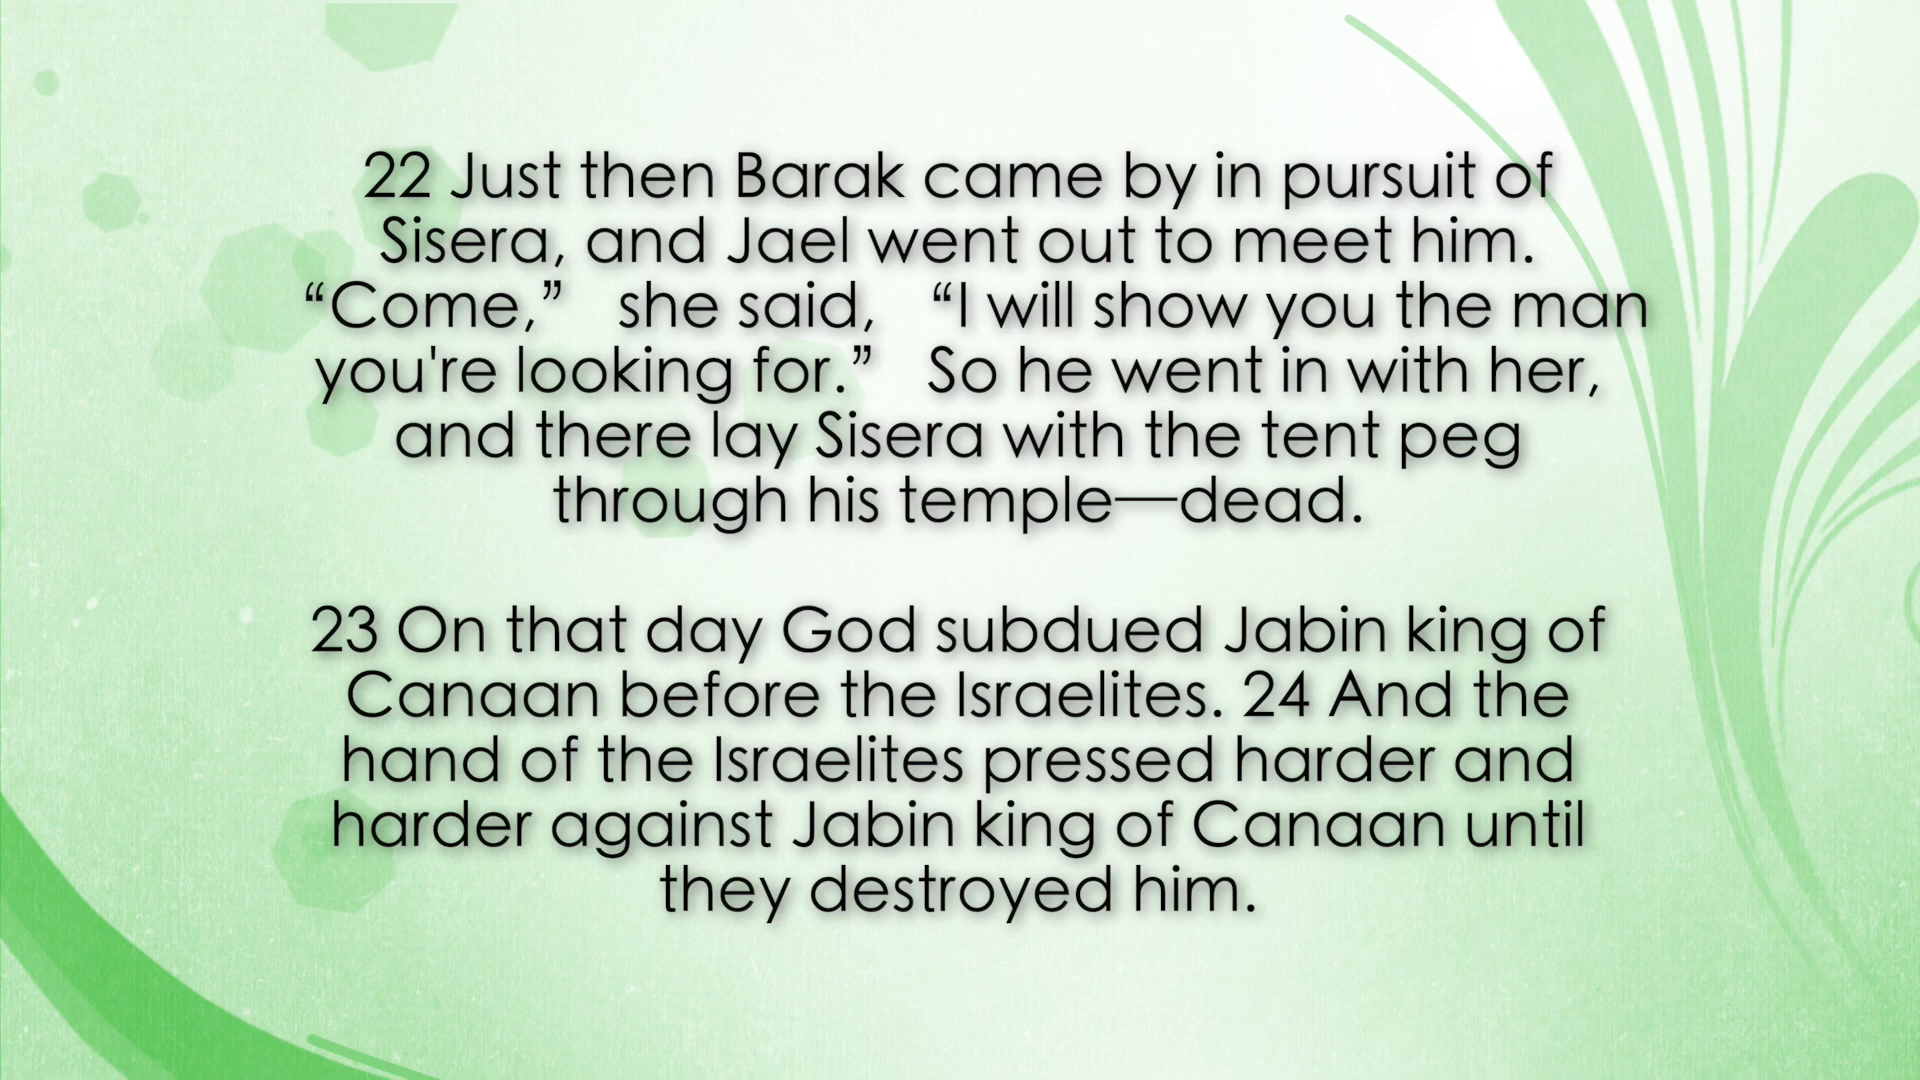 22 Just then Barak came by in pursuit of
Sisera, and Jael went out to meet him.
“Come,” she said, “I will show you the man
you're looking for.” So he went in with her,
and there lay Sisera with the tent peg
through his temple—dead.
23 On that day God subdued Jabin king of
Canaan before the Israelites. 24 And the
hand of the Israelites pressed harder and
harder against Jabin king of Canaan until
they destroyed him.